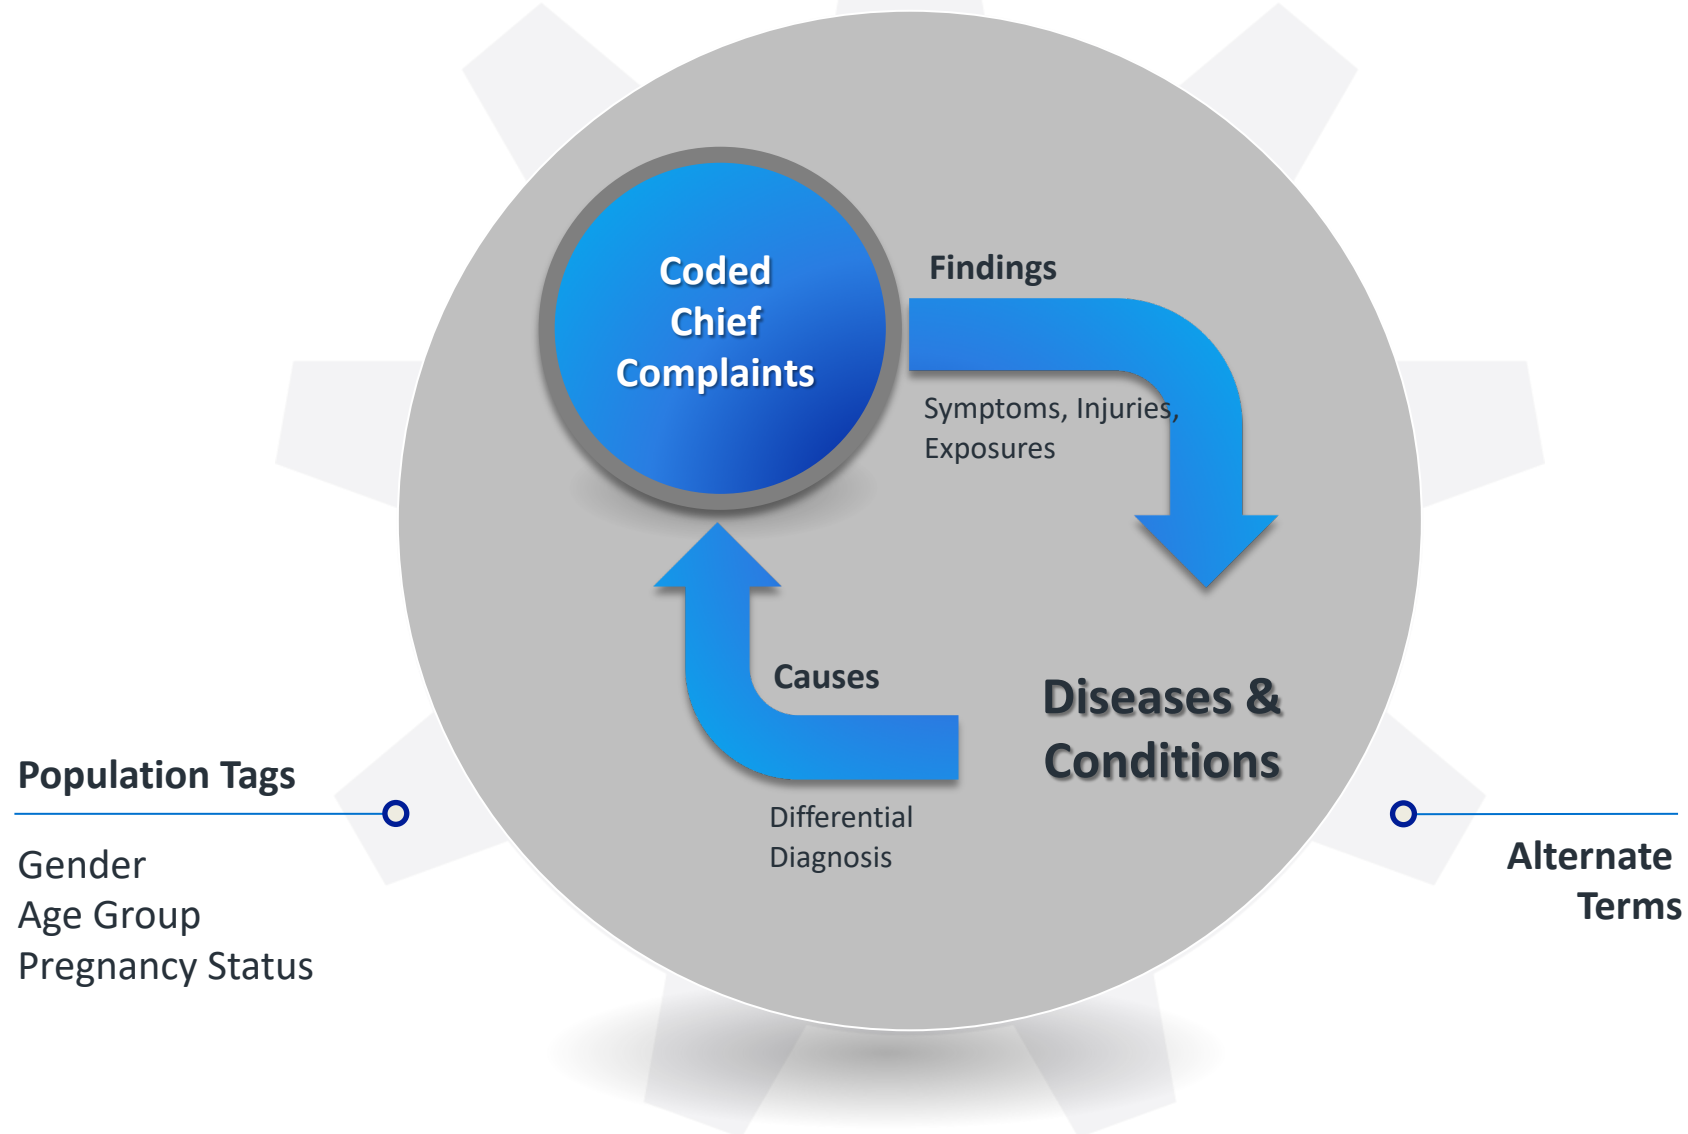 Coded
Chief
Complaints
Findings
Symptoms, Injuries,
Exposures
Causes
Differential
Diagnosis
Diseases &
Conditions
Population Tags
Gender
Age Group
Pregnancy Status
Alternate
Terms